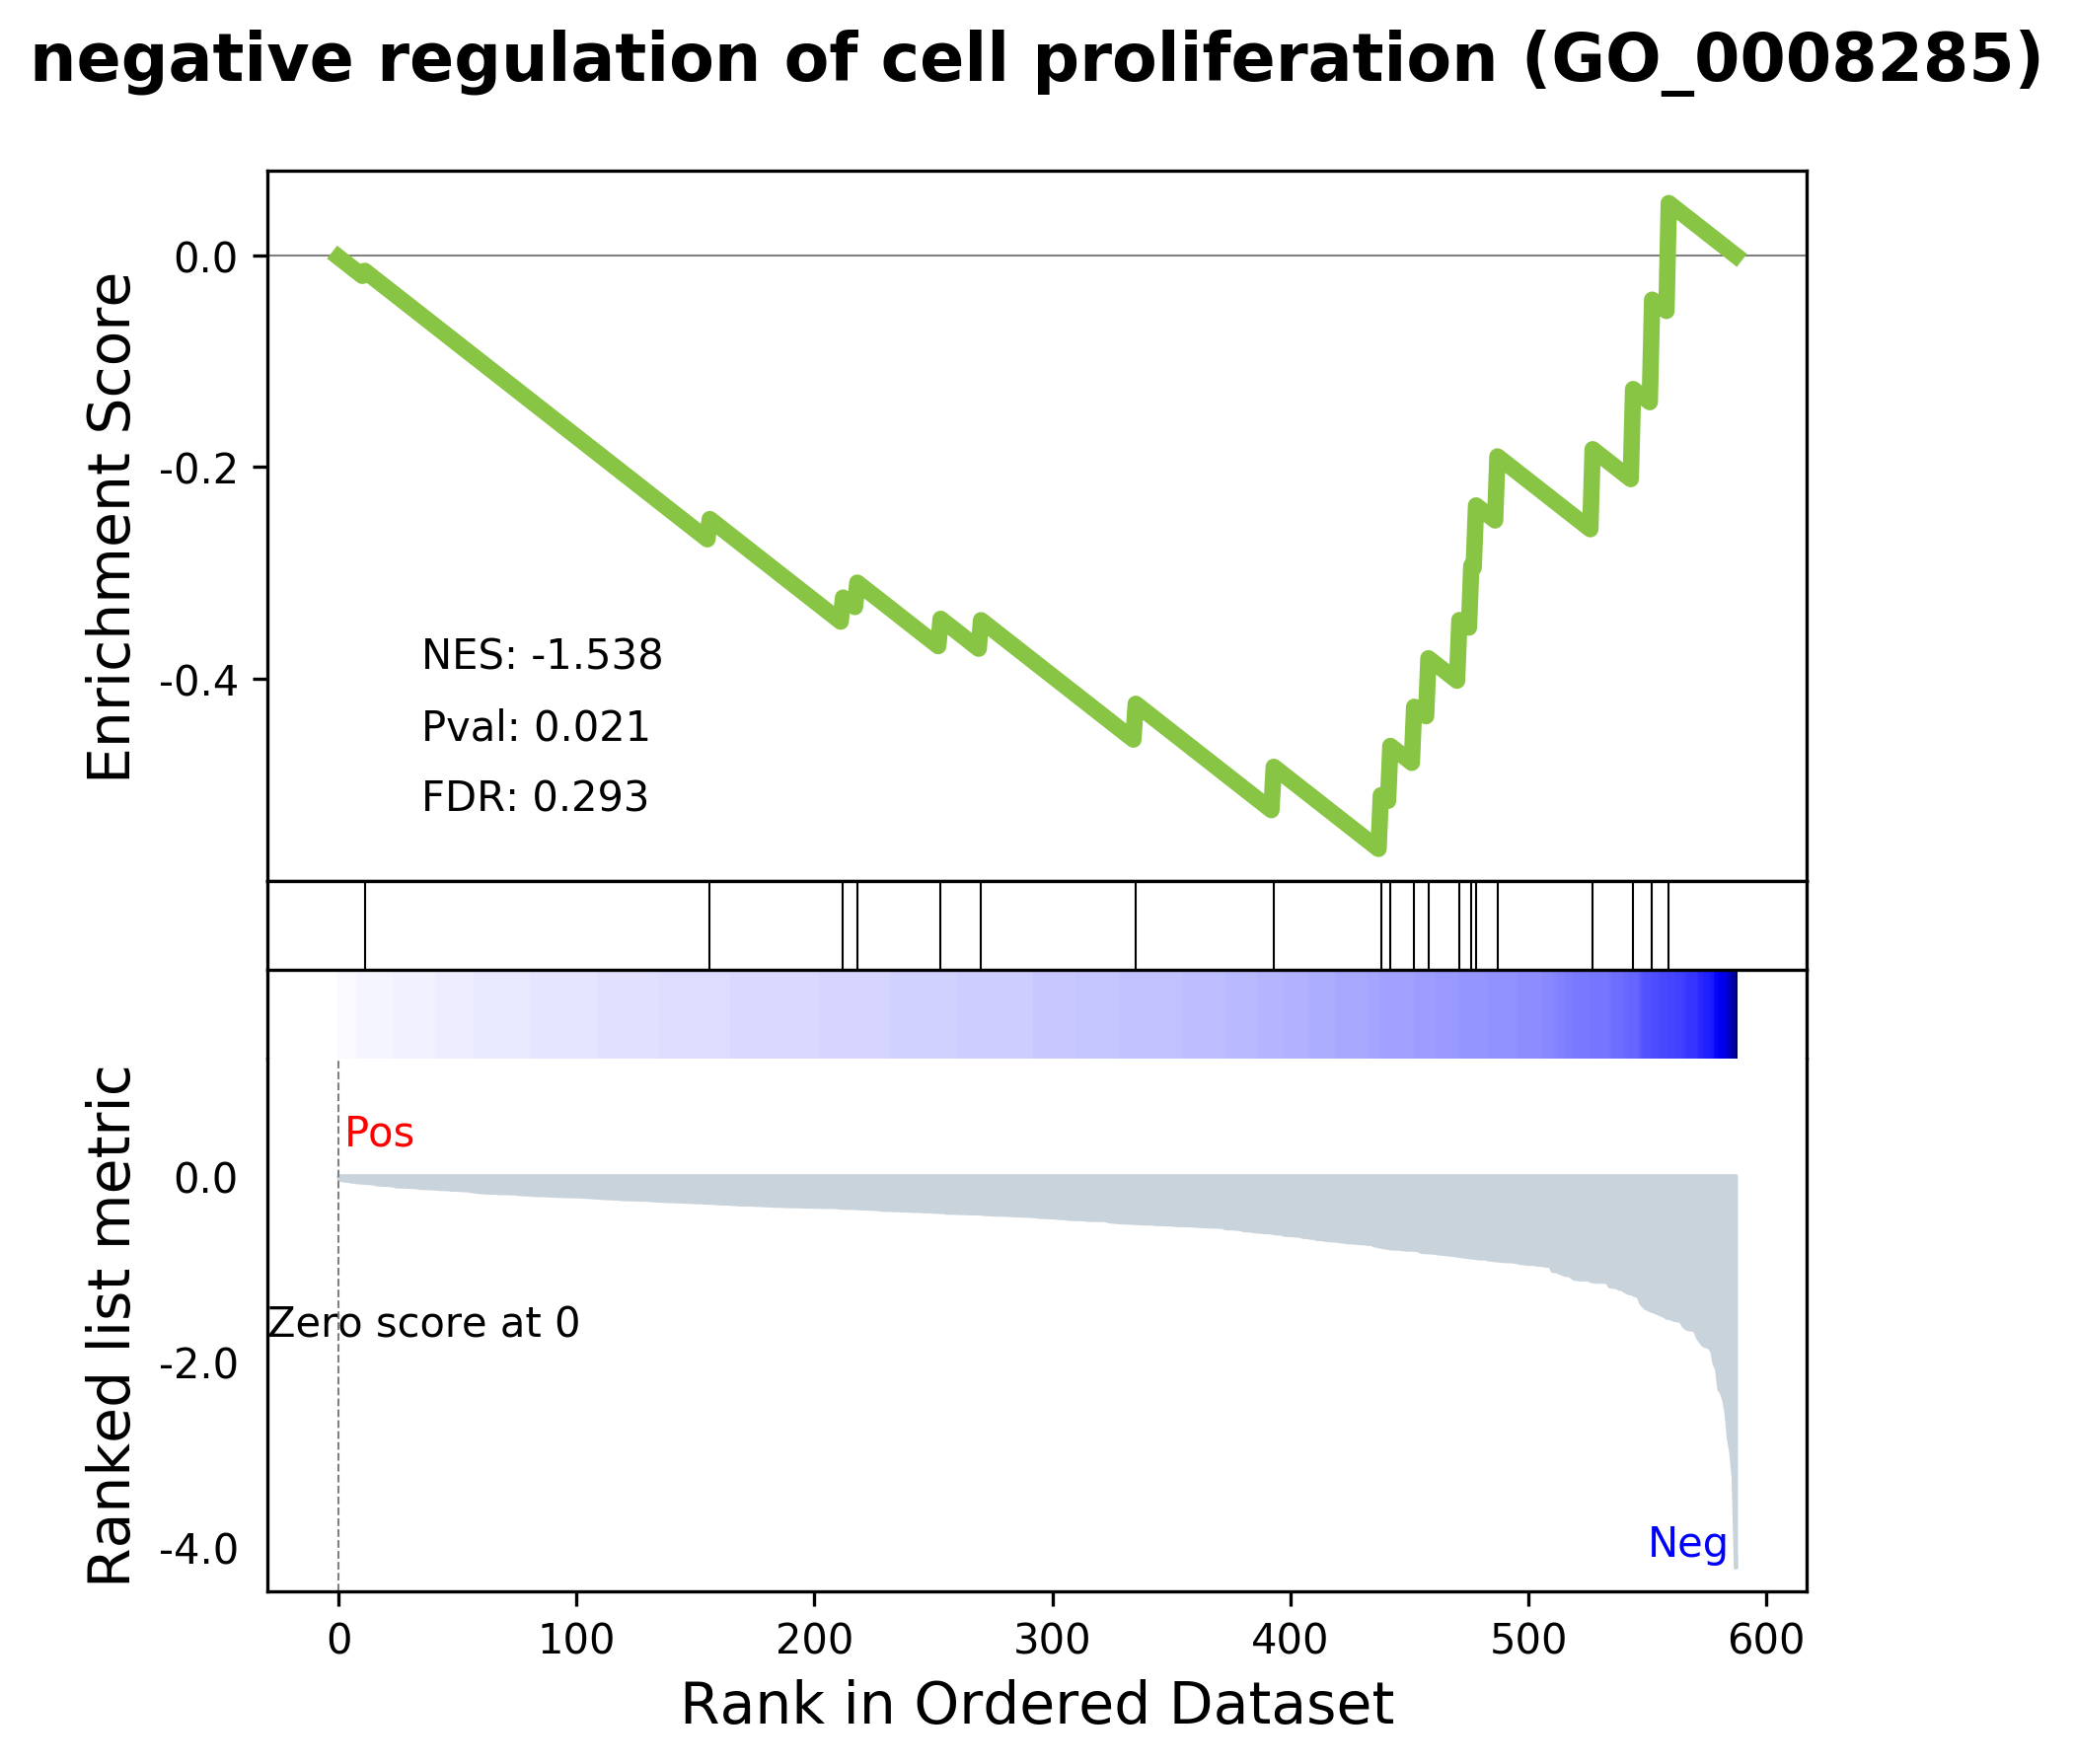 negative regulation of cell proliferation (GO_0008285)
Enrichment Score
0.0
-0.2
-0.4
NES: -1.538
Pval: 0.021
FDR: 0.293
Ranked list metric
Pos
0.0
Zero score at 0
-2.0
-4.0
Neg
0 100 200 300 400 500 600
Rank in Ordered Dataset